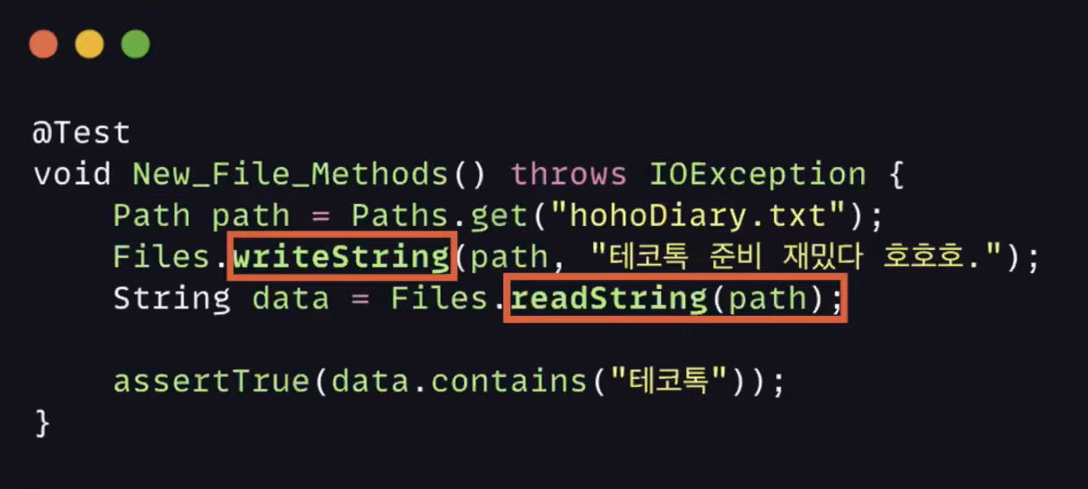 @Test
void New_File_Methods() throws IOException {
Path path = Paths.get("hohoDiary.txt");
Files.writeString(path, "테코톡 준비 재밌다 호호호.");
String data = Files.readString(path);
assertTrue(data.contains("테코톡"));
}